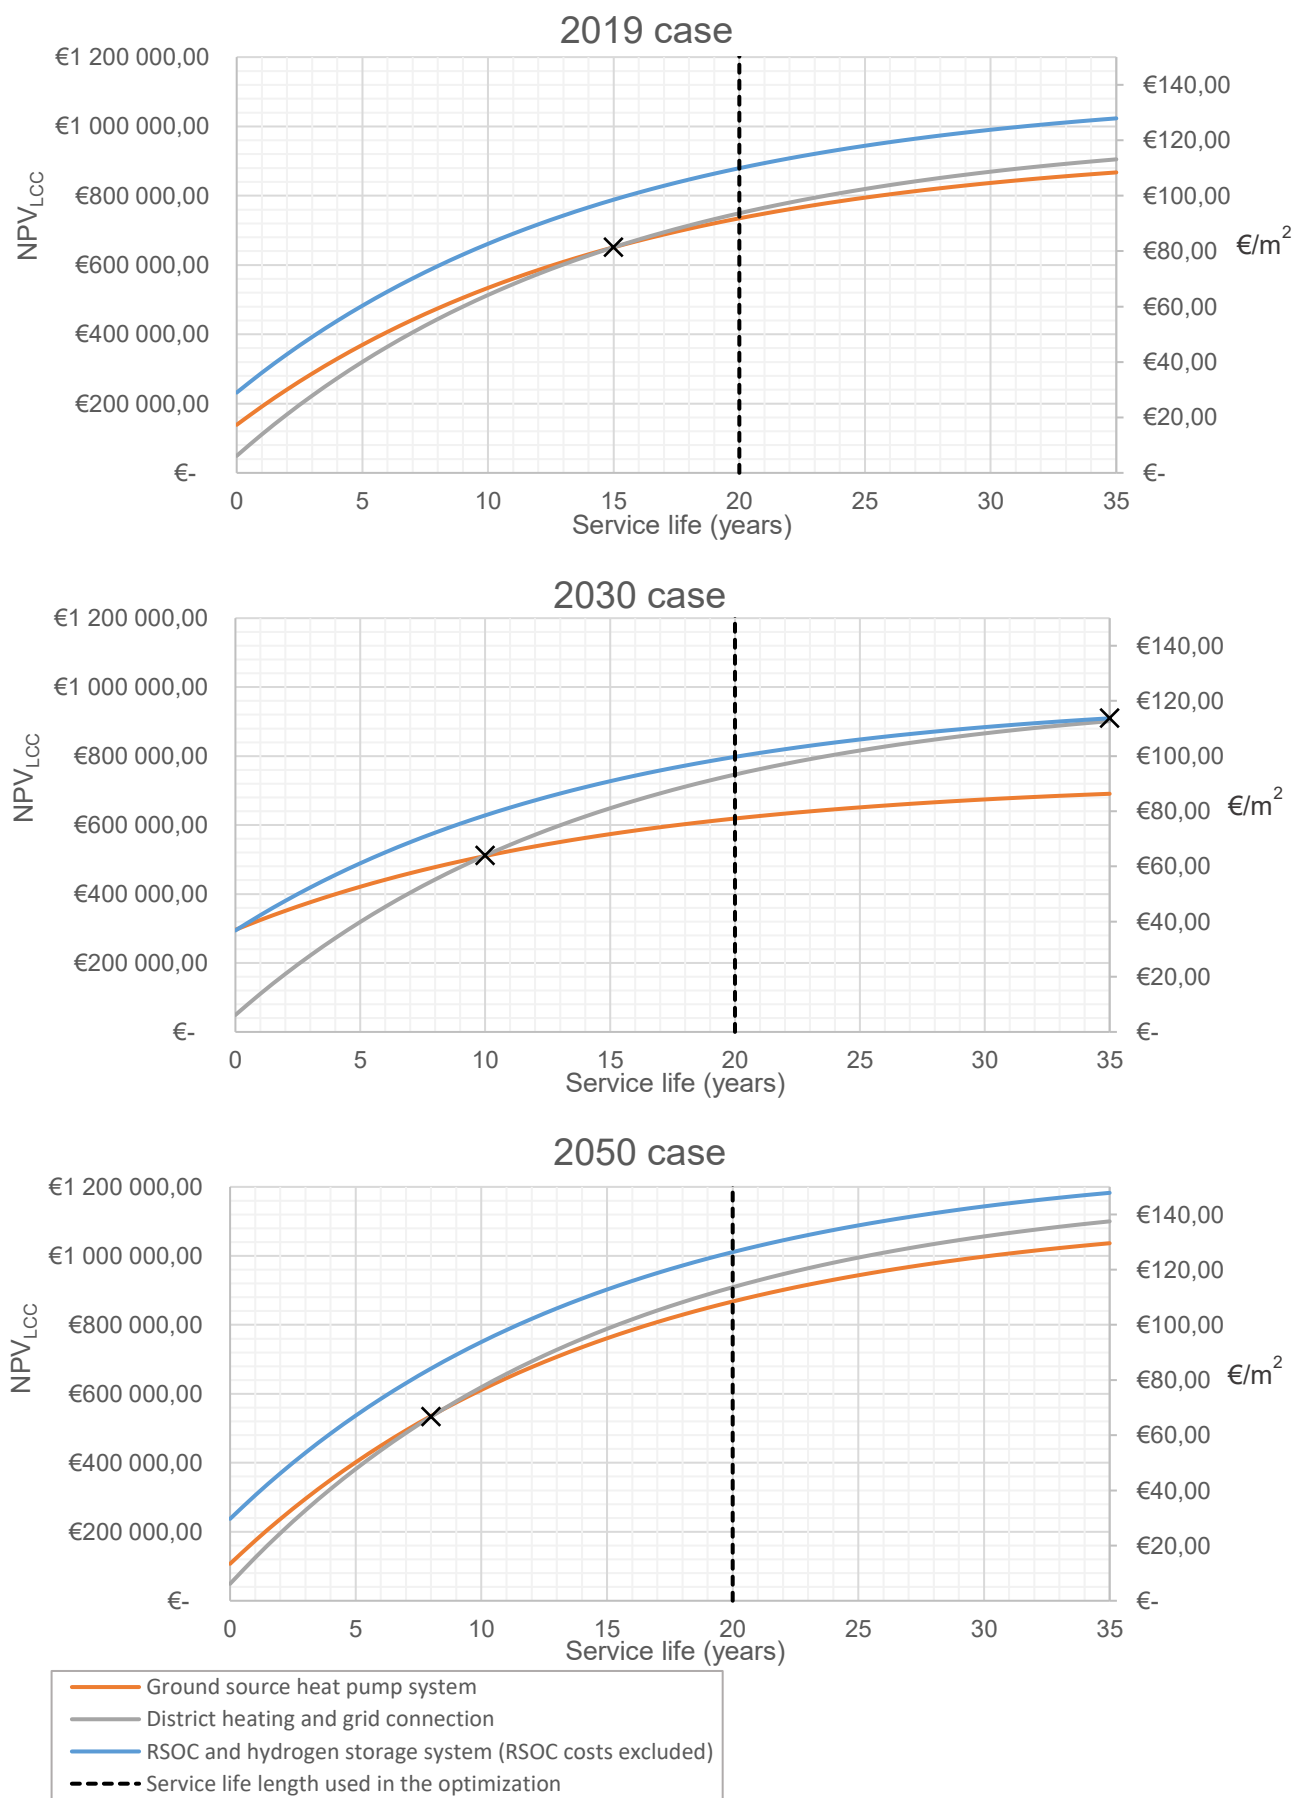 2019 case
€1 200 000,00
€1 000 000,00
€800 000,00
€600 000,00
€400 000,00
€200 000,00
€-
NPV_LCC
€140,00
€120,00
€100,00
€80,00
€60,00
€40,00
€20,00
€-
€/m²
0 5 10 15 20 25 30 35
Service life (years)
2030 case
€1 200 000,00
€1 000 000,00
€800 000,00
€600 000,00
€400 000,00
€200 000,00
€-
NPV_LCC
€140,00
€120,00
€100,00
€80,00
€60,00
€40,00
€20,00
€-
€/m²
0 5 10 15 20 25 30 35
Service life (years)
2050 case
€1 200 000,00
€1 000 000,00
€800 000,00
€600 000,00
€400 000,00
€200 000,00
€-
NPV_LCC
€140,00
€120,00
€100,00
€80,00
€60,00
€40,00
€20,00
€-
€/m²
0 5 10 15 20 25 30 35
Service life (years)
Ground source heat pump system
District heating and grid connection
RSOC and hydrogen storage system (RSOC costs excluded)
Service life length used in the optimization